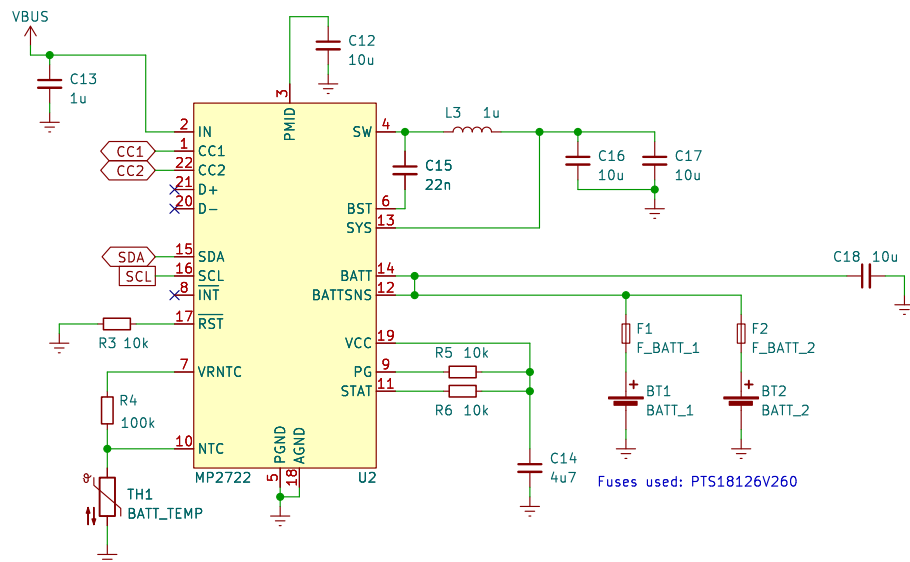 VBUS
C13
1u
C12
10u
3
PMID
2 IN
1 CC1
22 CC2
21 D+
20 D-
15 SDA
16 SCL
8 INT
17 RST
7 VRNTC
10 NTC
CC1
CC2
SDA
SCL
SW 4
BST 6
SYS 13
BATT 14
BATTSNS 12
VCC 19
PG 9
STAT 11
PGND
AGND
5
18
MP2722
U2
L3 1u
C15
22n
C16
10u
C17
10u
C18 10u
R3 10k
R4
100k
R5 10k
R6 10k
F1
F_BATT_1
F2
F_BATT_2
+
BT1
BATT_1
+
BT2
BATT_2
C14
4u7
Fuses used: PTS18126V260
θ
TH1
BATT_TEMP